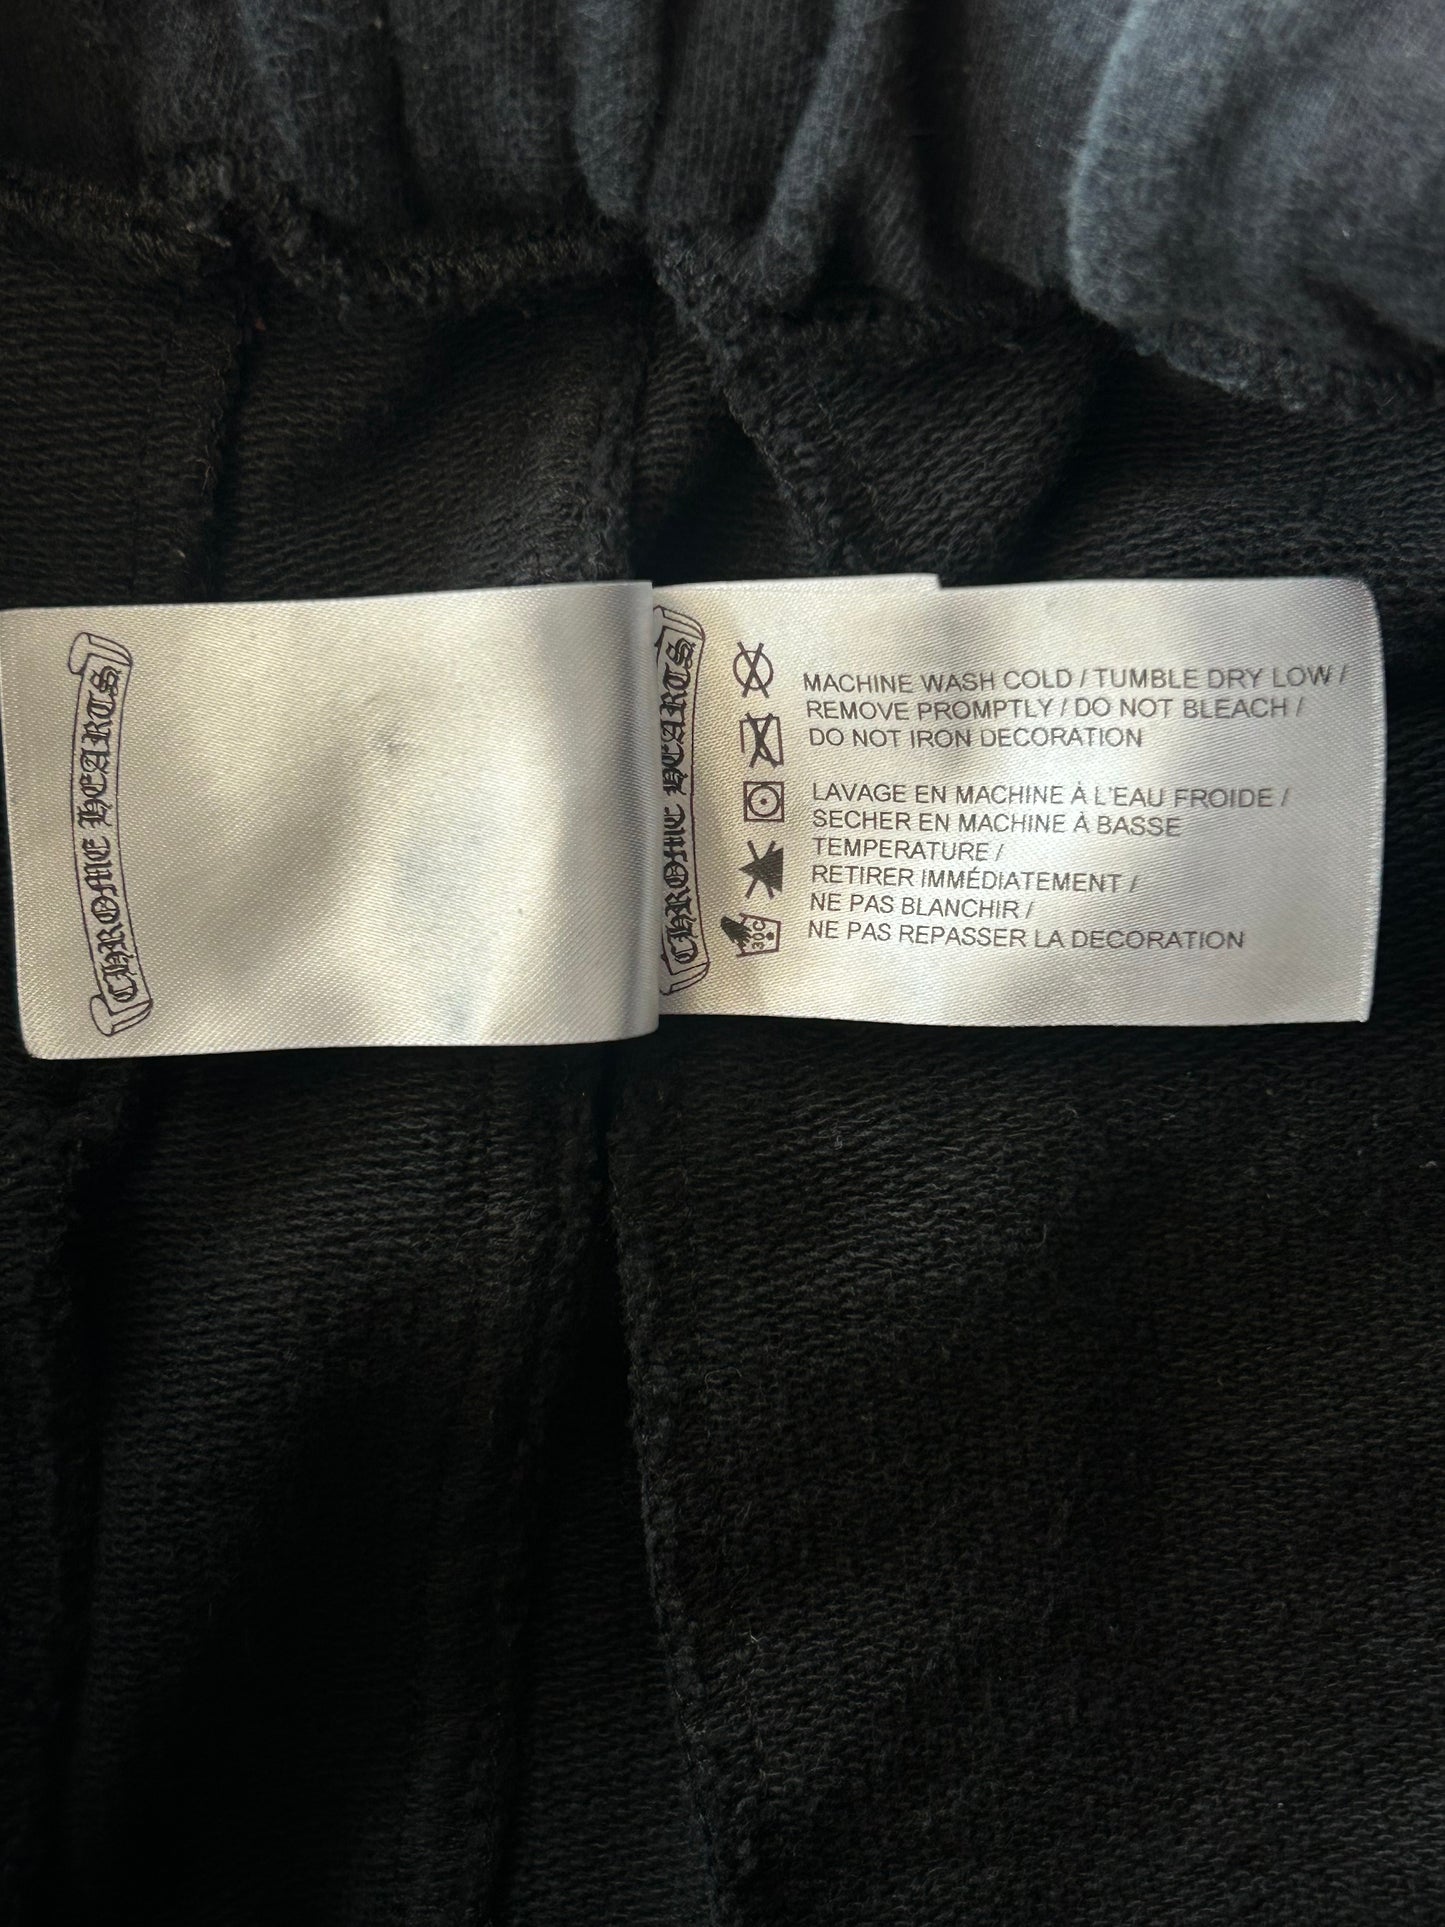 CHROME HEARTS
CHROME HEARTS
MACHINE WASH COLD / TUMBLE DRY LOW /
REMOVE PROMPTLY / DO NOT BLEACH /
DO NOT IRON DECORATION
LAVAGE EN MACHINE À L'EAU FROIDE /
SECHER EN MACHINE À BASSE
TEMPERATURE /
RETIRER IMMÉDIATEMENT /
NE PAS BLANCHIR /
NE PAS REPASSER LA DECORATION
30C